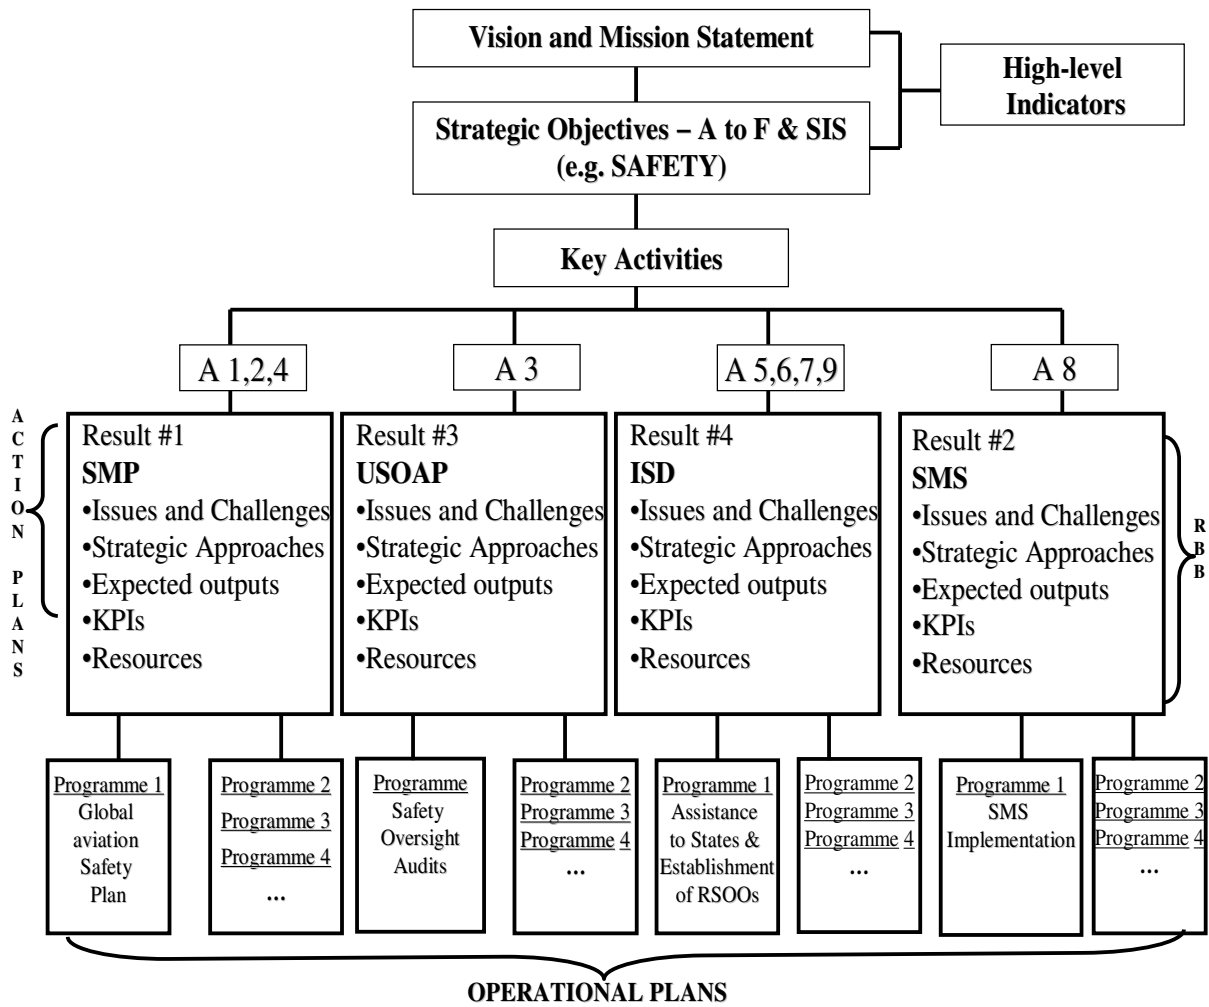 Vision and Mission Statement
High-level
Indicators
Strategic Objectives – A to F & SIS
(e.g. SAFETY)
Key Activities
A 1,2,4
A 3
A 5,6,7,9
A 8
ACTION PLANS
Result #1
SMP
•Issues and Challenges
•Strategic Approaches
•Expected outputs
•KPIs
•Resources
Result #3
USOAP
•Issues and Challenges
•Strategic Approaches
•Expected outputs
•KPIs
•Resources
Result #4
ISD
•Issues and Challenges
•Strategic Approaches
•Expected outputs
•KPIs
•Resources
Result #2
SMS
•Issues and Challenges
•Strategic Approaches
•Expected outputs
•KPIs
•Resources
RBB
Programme 1
Global
aviation
Safety
Plan
Programme 2
Programme 3
Programme 4
...
Programme
Safety
Oversight
Audits
Programme 2
Programme 3
Programme 4
...
Programme 1
Assistance
to States &
Establishment
of RSOOs
Programme 2
Programme 3
Programme 4
...
Programme 1
SMS
Implementation
Programme 2
Programme 3
Programme 4
...
OPERATIONAL PLANS